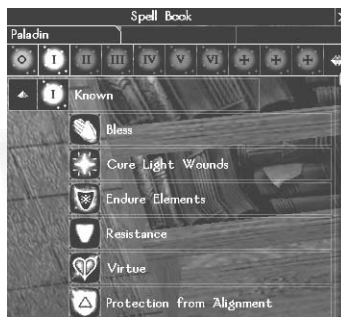 Spell Book
Paladin
O I II III IV V VI
I Known
Bless
Cure Light Wounds
Endure Elements
Resistance
Virtue
Protection from Alignment